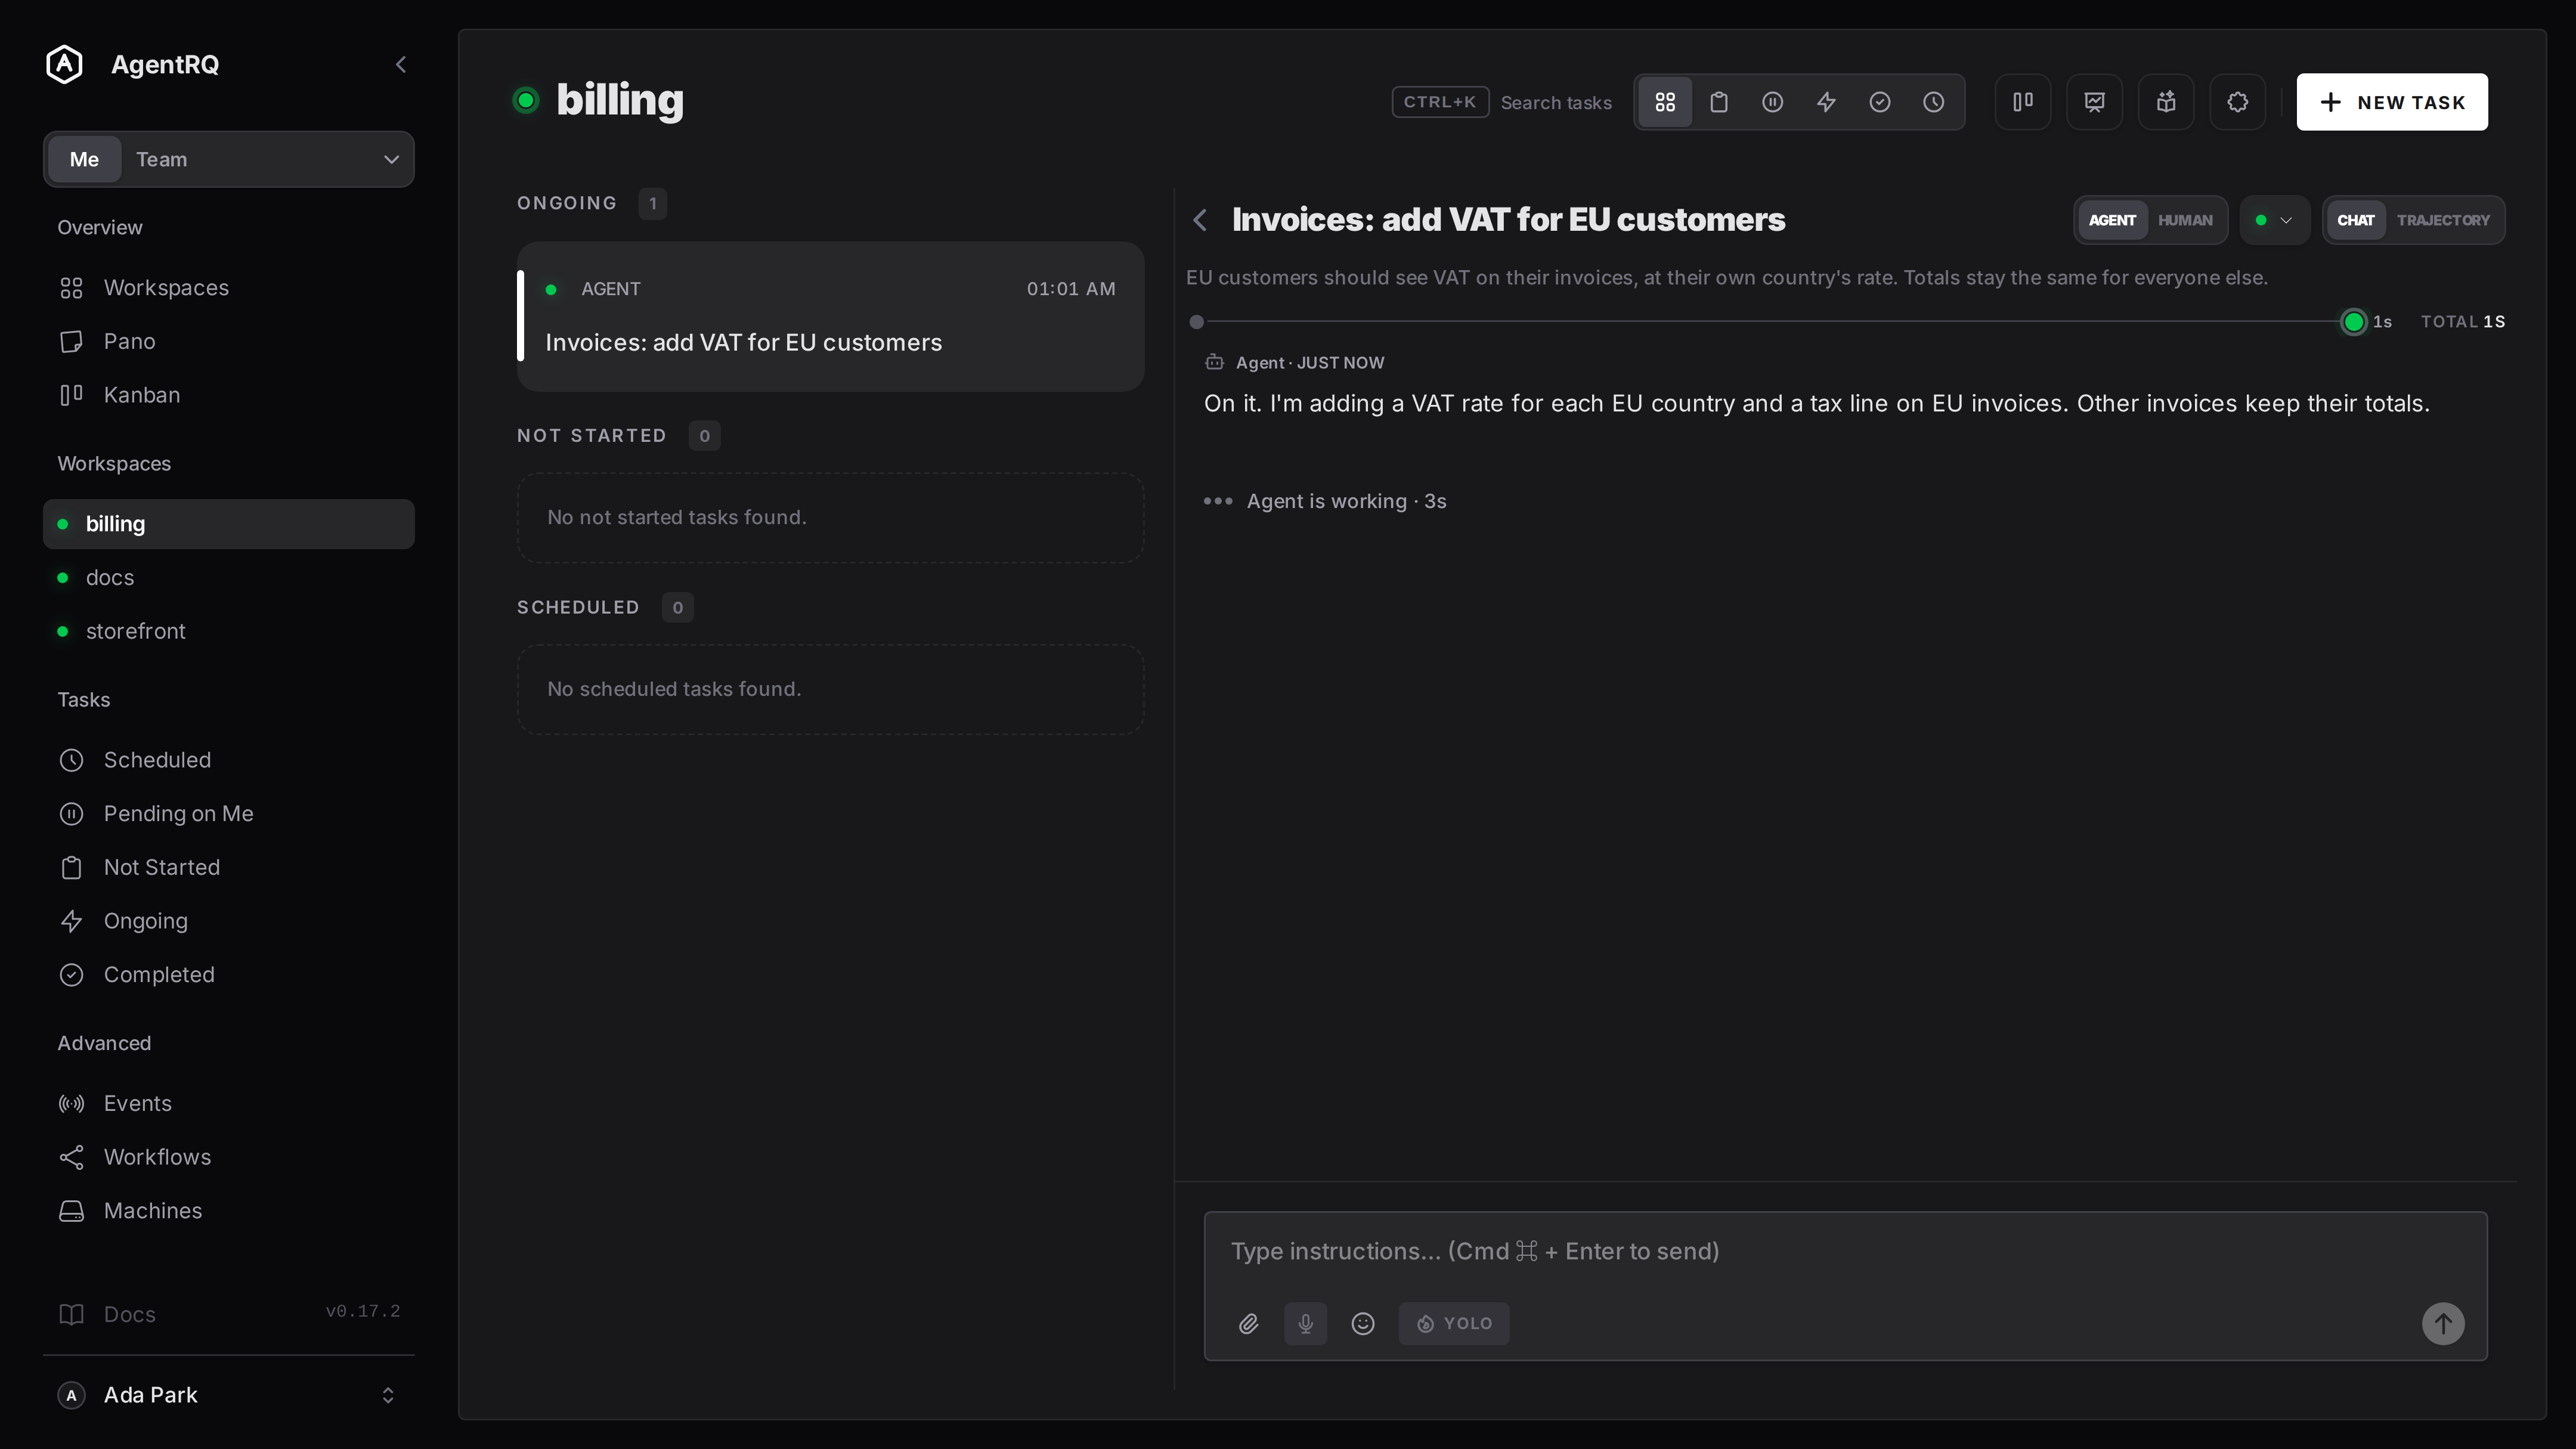 AgentRQ
Me
Team
Overview
Workspaces
Pano
Kanban
Workspaces
billing
docs
storefront
Tasks
Scheduled
Pending on Me
Not Started
Ongoing
Completed
Advanced
Events
Workflows
Machines
Docs
v0.17.2
A
Ada Park
billing
CTRL+K
Search tasks
NEW TASK
ONGOING 1
AGENT
01:01 AM
Invoices: add VAT for EU customers
NOT STARTED 0
No not started tasks found.
SCHEDULED 0
No scheduled tasks found.
Invoices: add VAT for EU customers
AGENT
HUMAN
CHAT
TRAJECTORY
EU customers should see VAT on their invoices, at their own country's rate. Totals stay the same for everyone else.
1s
TOTAL 1S
Agent · JUST NOW
On it. I'm adding a VAT rate for each EU country and a tax line on EU invoices. Other invoices keep their totals.
Agent is working · 3s
Type instructions... (Cmd ⌘ + Enter to send)
YOLO